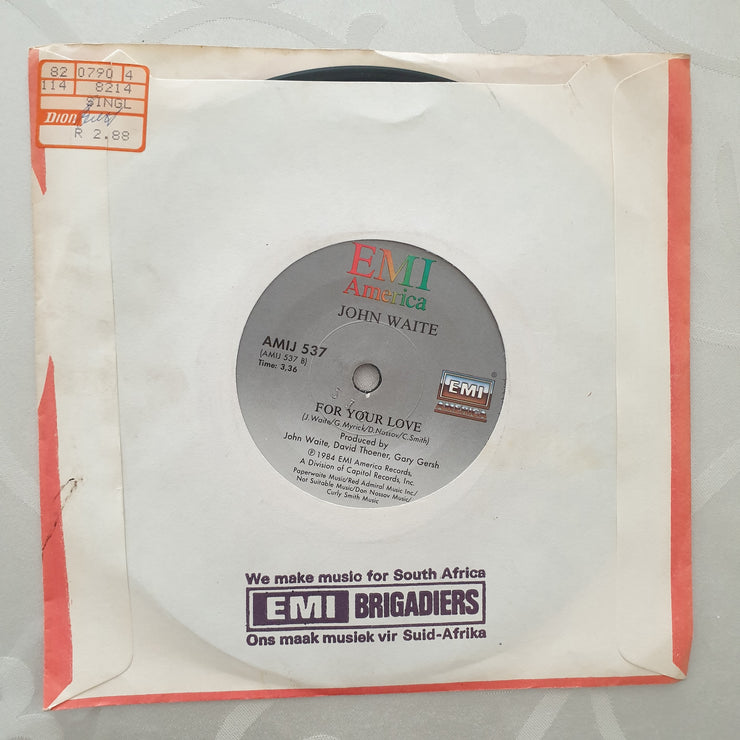 82 0790 4
114 8214
SINGL
Dion
R 2.88
EMI
America
JOHN WAITE
AMIJ 537
(AMIJ 537 B)
Time: 3,36
EMI
AMERICA
®
FOR YOUR LOVE
(J.Waite/G.Myrick/D.Nossov/C.Smith)
Produced by
John Waite, David Thoener, Gary Gersh
℗ 1984 EMI America Records,
A Division of Capitol Records, Inc.
Paperwaite Music/Red Admiral Music Inc./
Not Suitable Music/Don Nossov Music/
Curly Smith Music
We make music for South Africa
EMI BRIGADIERS
Ons maak musiek vir Suid-Afrika